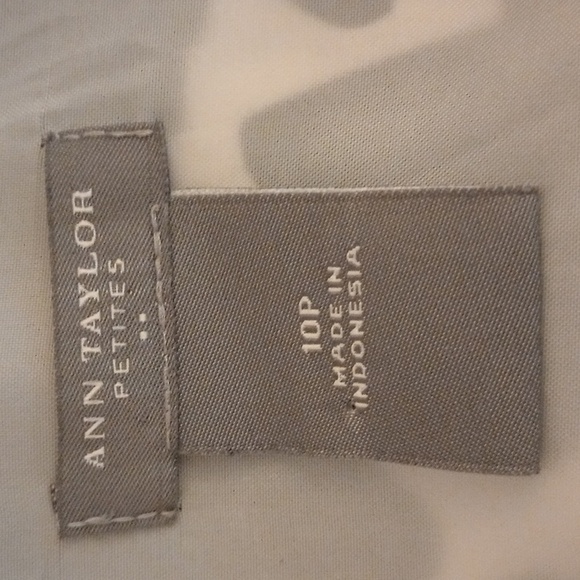 ANN TAYLOR
PETITES
10P
MADE IN
INDONESIA